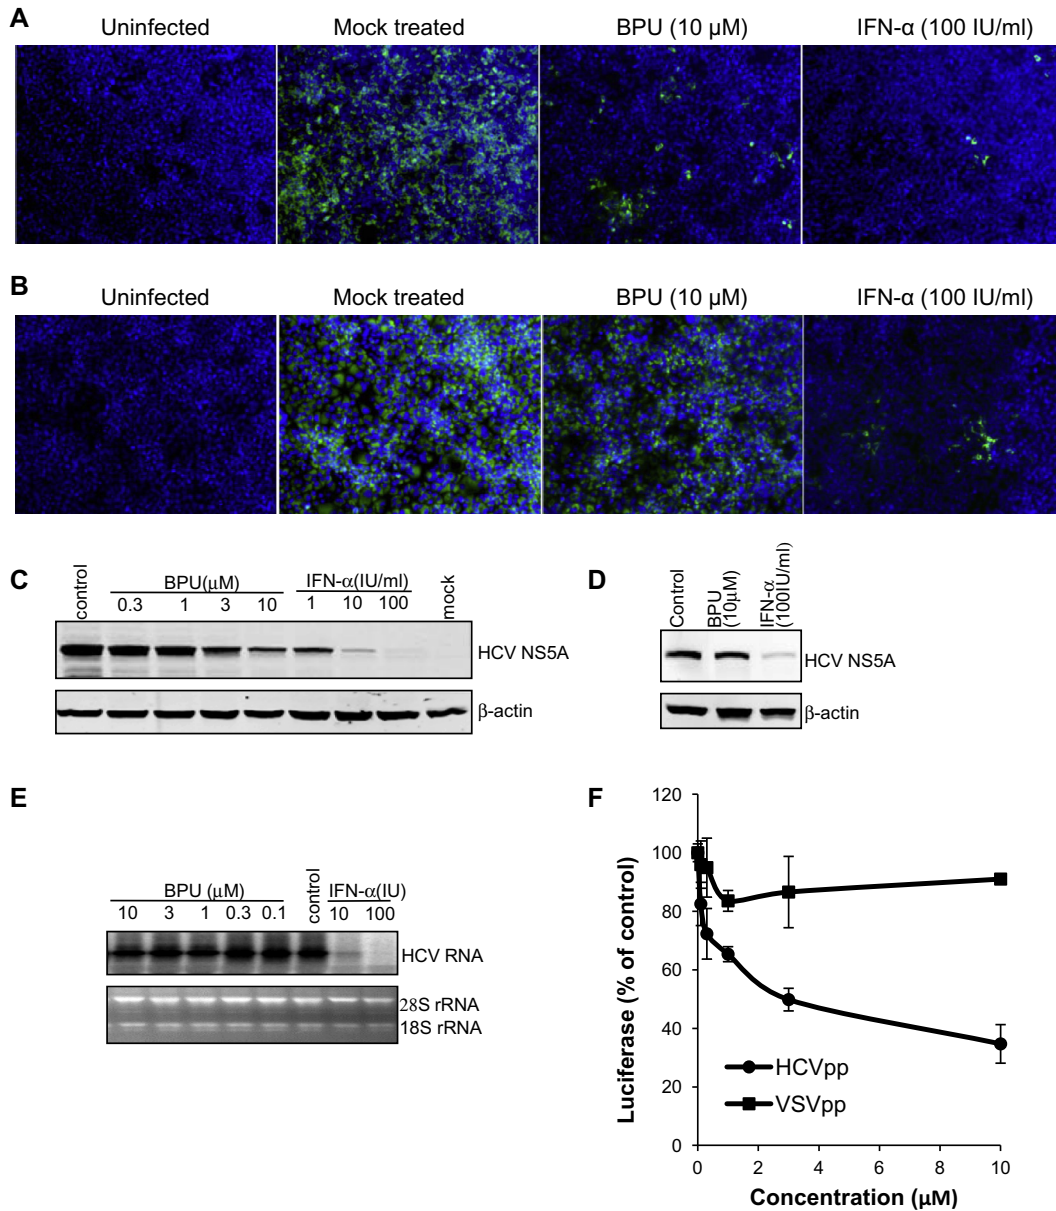 A
Uninfected Mock treated BPU (10 μM) IFN-α (100 IU/ml)
B
Uninfected Mock treated BPU (10 μM) IFN-α (100 IU/ml)
C
control BPU(μM) IFN-α(IU/ml) mock
0.3 1 3 10 1 10 100
HCV NS5A
β-actin
D
Control BPU (10μM) IFN-α (100IU/ml)
HCV NS5A
β-actin
E
BPU (μM) control IFN-α(IU)
10 3 1 0.3 0.1 10 100
HCV RNA
28S rRNA
18S rRNA
F
Luciferase (% of control)
120
100
80
60
40
20
0
HCVpp
VSVpp
0 2 4 6 8 10
Concentration (μM)